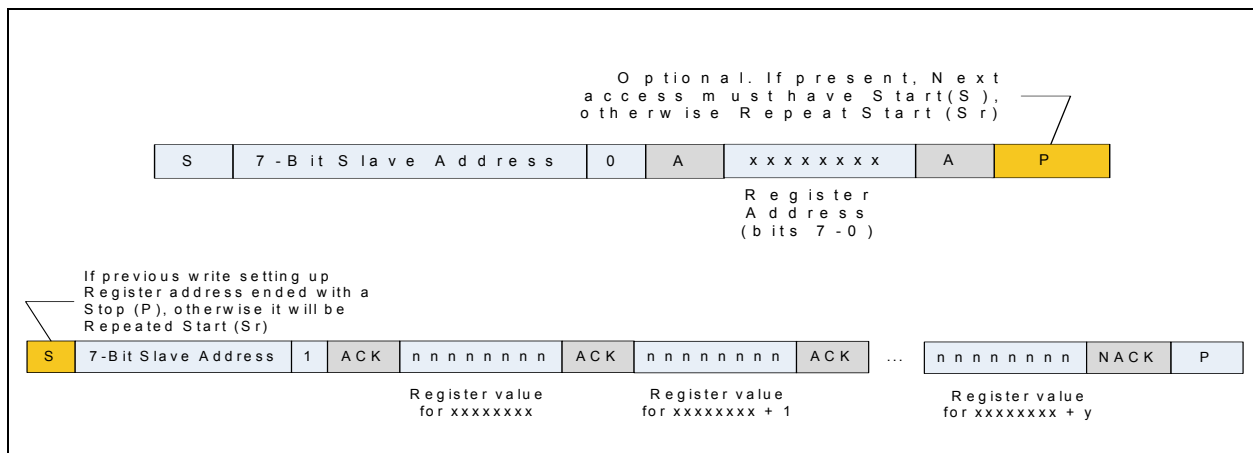 Optional. If present, Next
access must have Start(S),
otherwise Repeat Start (Sr)
S 7-Bit Slave Address 0 A xxxxxxxx A P
Register
Address
(bits 7-0)
If previous write setting up
Register address ended with a
Stop (P), otherwise it will be
Repeated Start (Sr)
S 7-Bit Slave Address 1 ACK nnnnnnnn ACK nnnnnnnn ACK ... nnnnnnnn NACK P
Register value
for xxxxxxxx
Register value
for xxxxxxxx + 1
Register value
for xxxxxxxx + y